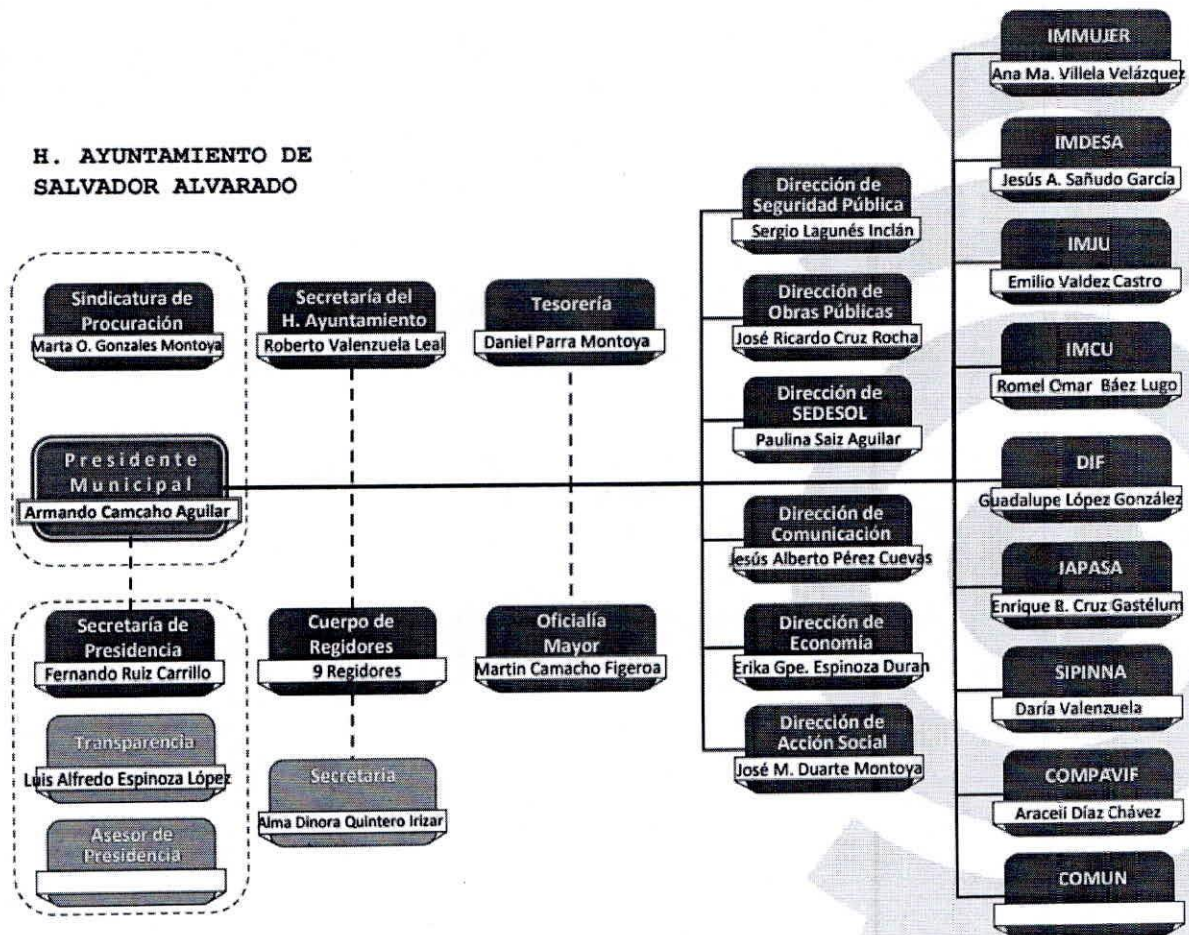 H. AYUNTAMIENTO DE
SALVADOR ALVARADO
Sindicatura de
Procuración
Marta O. Gonzales Montoya
Secretaría del
H. Ayuntamiento
Roberto Valenzuela Leal
Tesorería
Daniel Parra Montoya
Presidente
Municipal
Armando Camcaho Aguilar
Secretaría de
Presidencia
Fernando Ruiz Carrillo
Cuerpo de
Regidores
9 Regidores
Oficialía
Mayor
Martin Camacho Figeroa
Transparencia
Luis Alfredo Espinoza López
Secretaria
Alma Dinora Quintero Irizar
Asesor de
Presidencia
Dirección de
Seguridad Pública
Sergio Lagunés Inclán
Dirección de
Obras Públicas
José Ricardo Cruz Rocha
Dirección de
SEDESOL
Paulina Saiz Aguilar
Dirección de
Comunicación
Jesús Alberto Pérez Cuevas
Dirección de
Economía
Erika Gpe. Espinoza Duran
Dirección de
Acción Social
José M. Duarte Montoya
IMMUJER
Ana Ma. Villela Velázquez
IMDESA
Jesús A. Sañudo García
IMJU
Emilio Valdez Castro
IMCU
Romel Omar Báez Lugo
DIF
Guadalupe López González
IAPASA
Enrique R. Cruz Gastélum
SIPINNA
Daría Valenzuela
COMPAVIF
Araceli Díaz Chávez
COMUN